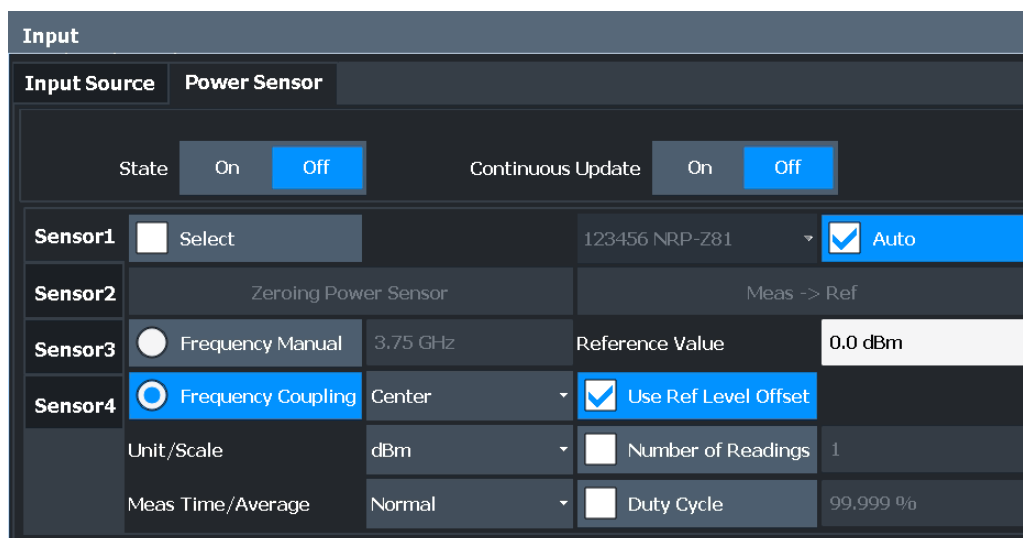 Input
Input Source Power Sensor
State On Off Continuous Update On Off
Sensor1 Select 123456 NRP-Z81 Auto
Sensor2 Zeroing Power Sensor Meas -> Ref
Sensor3 Frequency Manual 3.75 GHz Reference Value 0.0 dBm
Sensor4 Frequency Coupling Center Use Ref Level Offset
Unit/Scale dBm Number of Readings 1
Meas Time/Average Normal Duty Cycle 99.999 %